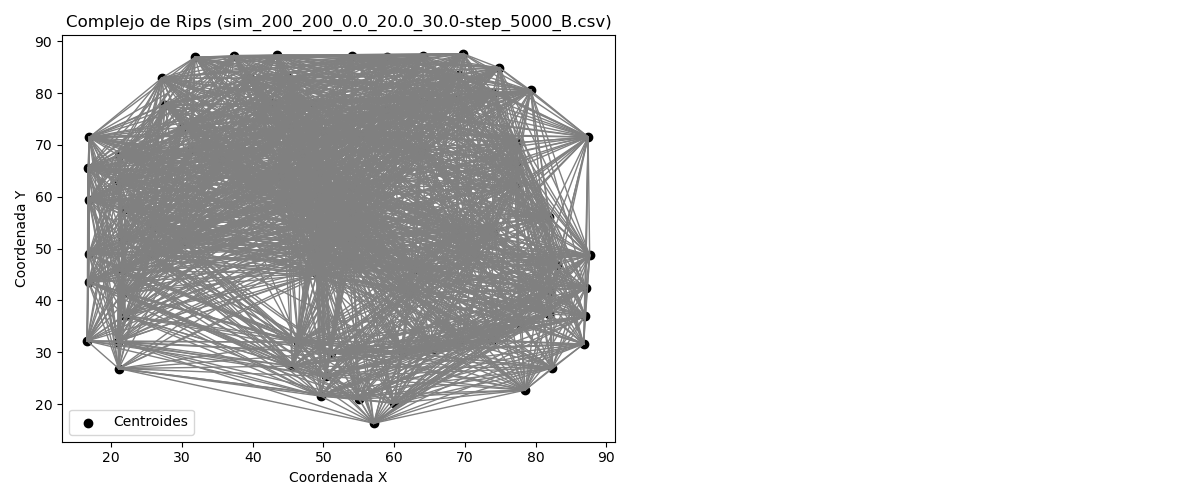 Complejo de Rips (sim_200_200_0.0_20.0_30.0-step_5000_B.csv)
90
80
70
60
50
40
30
20
Coordenada Y
Centroides
20 30 40 50 60 70 80 90
Coordenada X